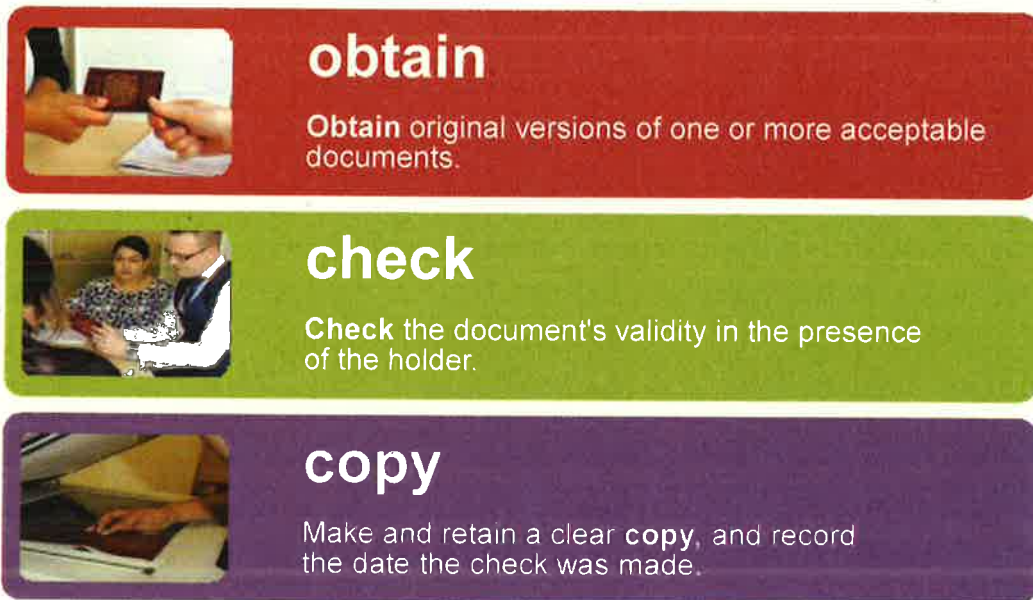 obtain
Obtain original versions of one or more acceptable
documents.
check
Check the document's validity in the presence
of the holder.
copy
Make and retain a clear copy, and record
the date the check was made.